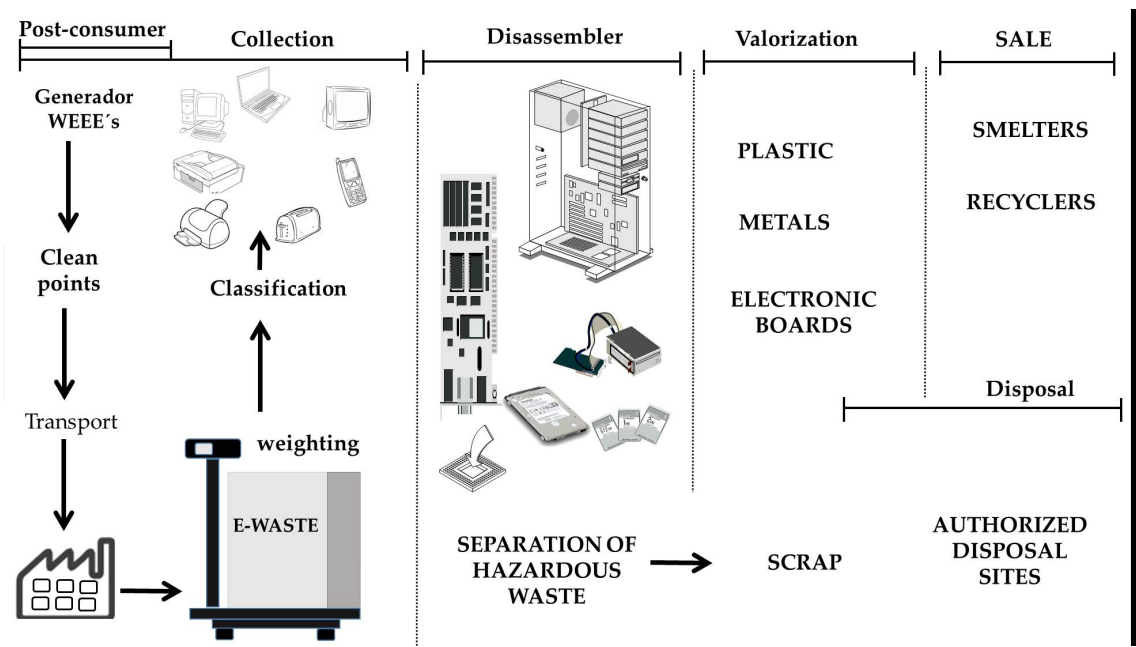 Post-consumer
Collection
Disassembler
Valorization
SALE
Generador
WEEE´s
Clean
points
Transport
Classification
weighting
E-WASTE
PLASTIC
METALS
ELECTRONIC
BOARDS
SMELTERS
RECYCLERS
Disposal
SEPARATION OF
HAZARDOUS
WASTE
SCRAP
AUTHORIZED
DISPOSAL
SITES